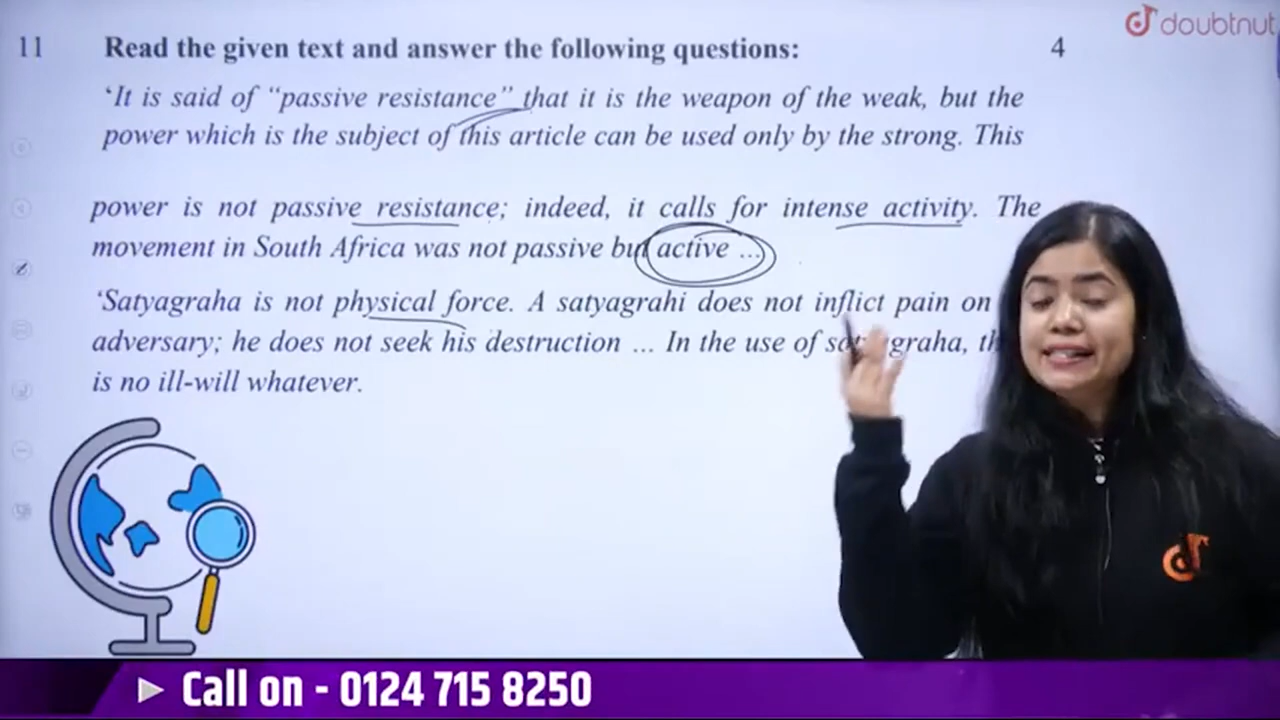 doubtnut
11 Read the given text and answer the following questions: 4
‘It is said of “passive resistance” that it is the weapon of the weak, but the
power which is the subject of this article can be used only by the strong. This
power is not passive resistance; indeed, it calls for intense activity. The
movement in South Africa was not passive but active ...
‘Satyagraha is not physical force. A satyagrahi does not inflict pain on
adversary; he does not seek his destruction ... In the use of satyagraha,
is no ill-will whatever.
Call on - 0124 715 8250